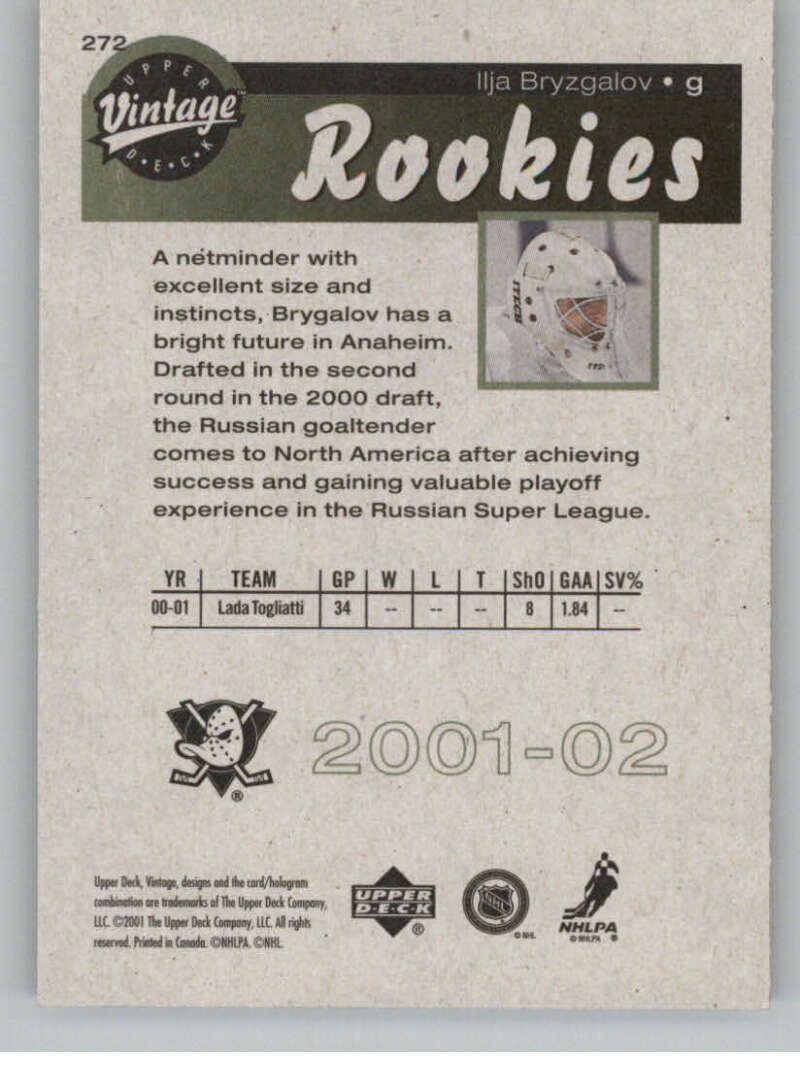 272
UPPER
Vintage™
D·E·C·K
Ilja Bryzgalov • g
Rookies
A netminder with
excellent size and
instincts, Brygalov has a
bright future in Anaheim.
Drafted in the second
round in the 2000 draft,
the Russian goaltender
comes to North America after achieving
success and gaining valuable playoff
experience in the Russian Super League.
ITECH
YR TEAM GP W L T ShO GAA SV%
00-01 Lada Togliatti 34 -- -- -- 8 1.84 --
®
2001-02
Upper Deck, Vintage, designs and the card/hologram
combination are trademarks of The Upper Deck Company,
LLC. ©2001 The Upper Deck Company, LLC. All rights
reserved. Printed in Canada. ©NHLPA. ©NHL.
UPPER
D·E·C·K
®
NHL
© NHL
NHLPA
© NHLPA ®